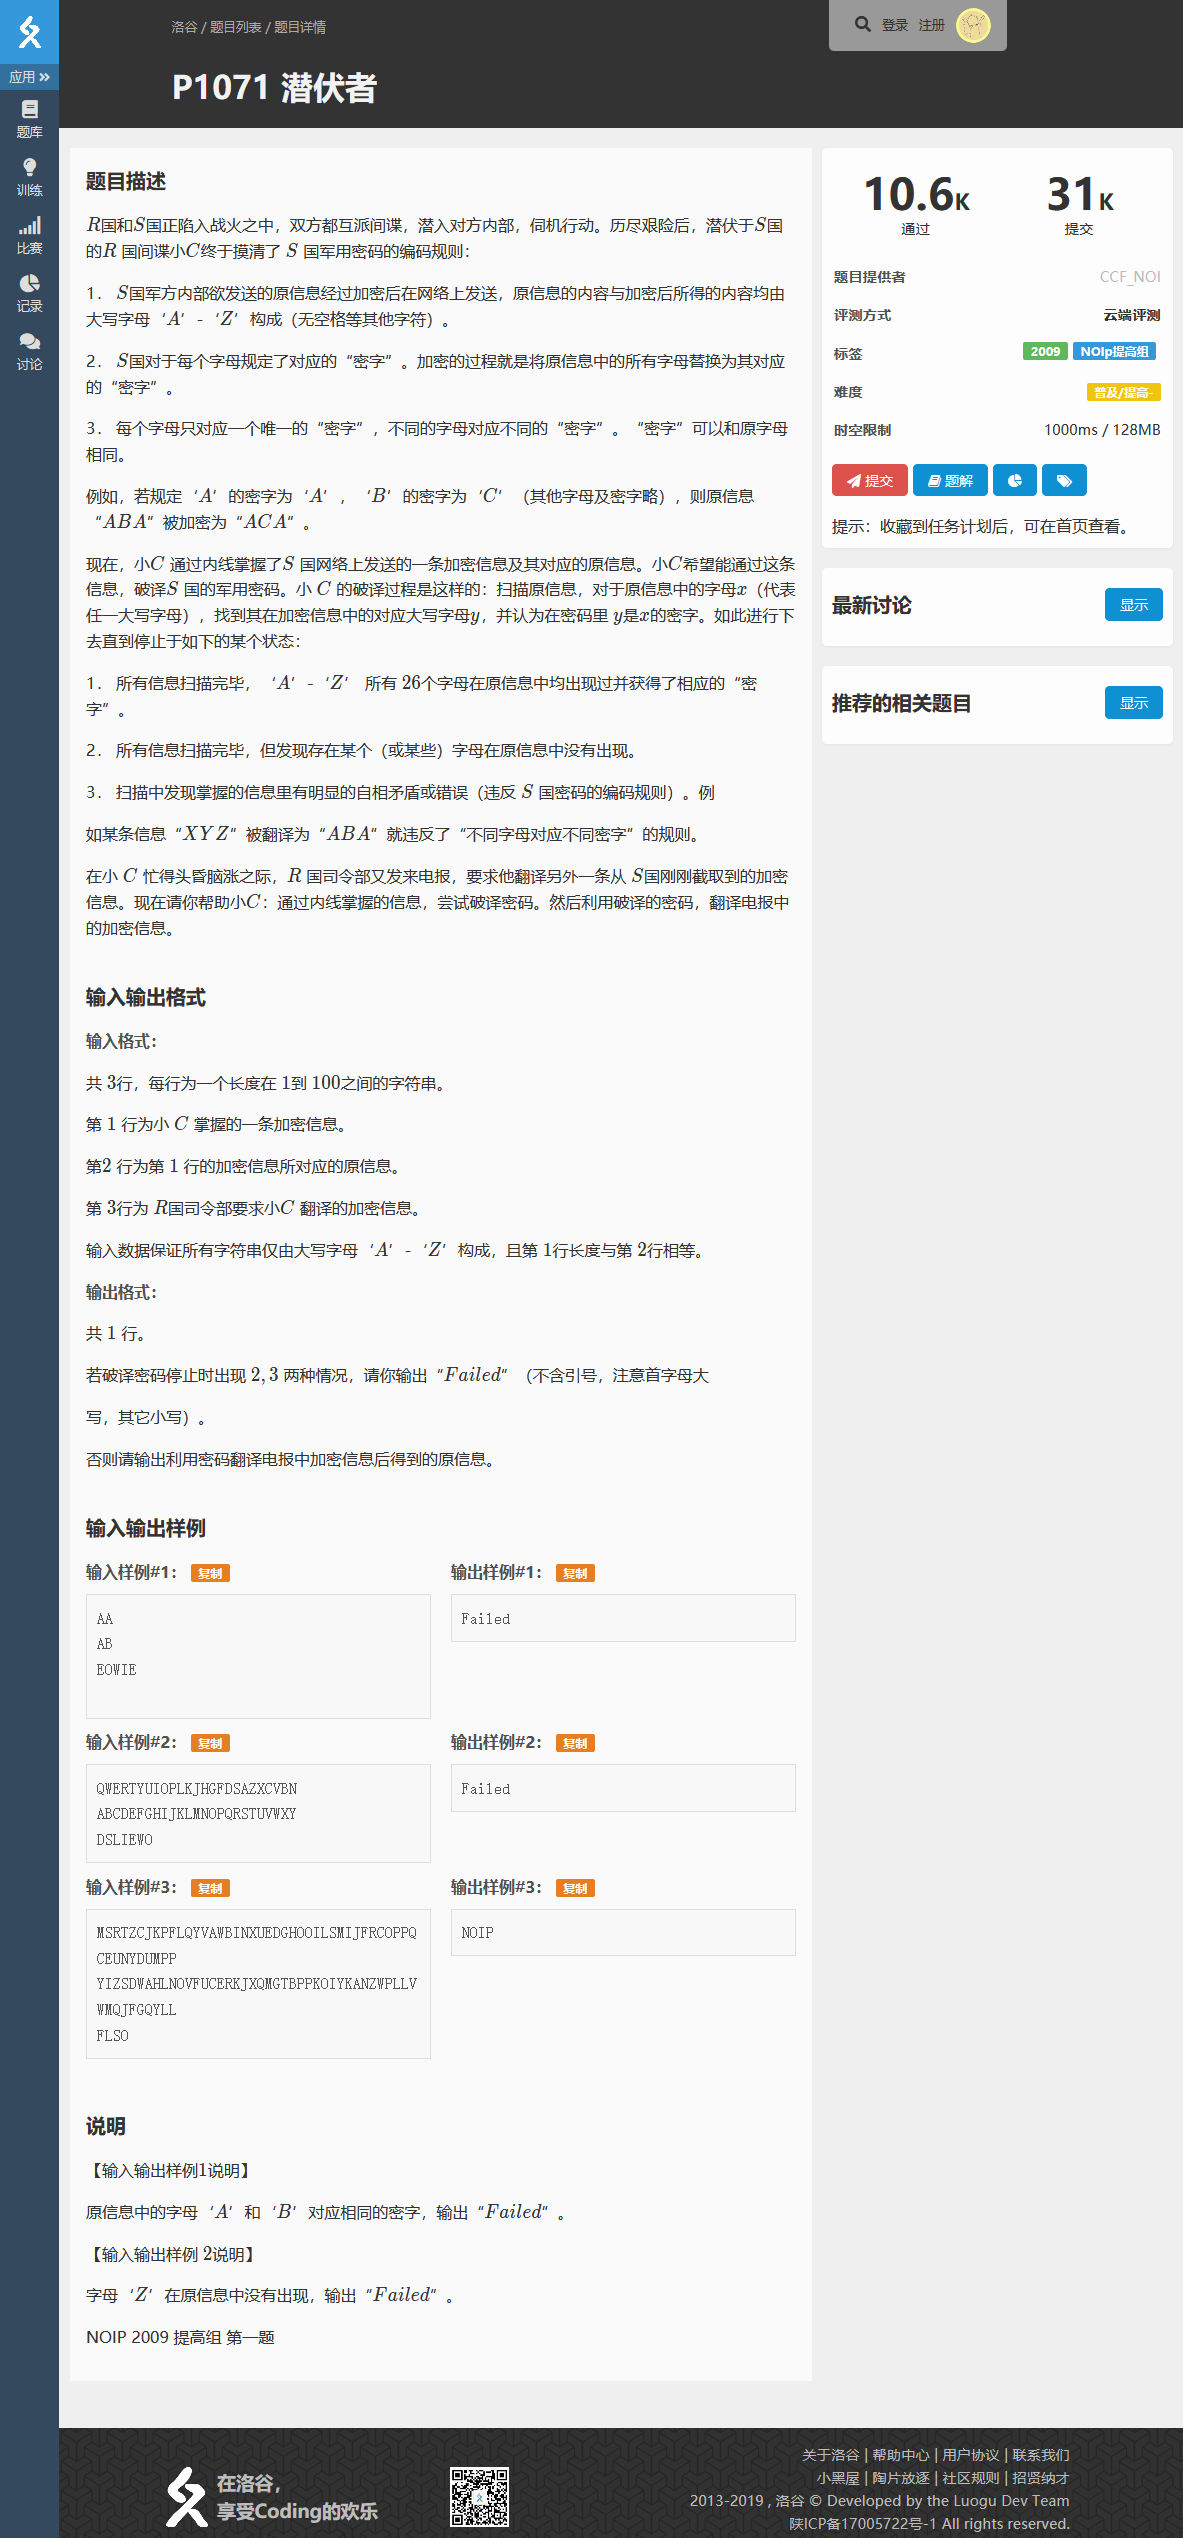 洛谷 / 题目列表 / 题目详情
登录 注册
P1071 潜伏者
应用
题库
训练
比赛
记录
讨论
题目描述
R国和S国正陷入战火之中，双方都互派间谍，潜入对方内部，伺机行动。历尽艰险后，潜伏于S国
的R 国间谍小C终于摸清了 S 国军用密码的编码规则：
1． S国军方内部欲发送的原信息经过加密后在网络上发送，原信息的内容与加密后所得的内容均由
大写字母‘A’-‘Z’构成（无空格等其他字符）。
2． S国对于每个字母规定了对应的“密字”。加密的过程就是将原信息中的所有字母替换为其对应
的“密字”。
3． 每个字母只对应一个唯一的“密字”，不同的字母对应不同的“密字”。“密字”可以和原字母
相同。
例如，若规定‘A’的密字为‘A’，‘B’的密字为‘C’（其他字母及密字略），则原信息
“ABA”被加密为“ACA”。
现在，小C 通过内线掌握了S 国网络上发送的一条加密信息及其对应的原信息。小C希望能通过这条
信息，破译S 国的军用密码。小 C 的破译过程是这样的：扫描原信息，对于原信息中的字母x（代表
任一大写字母），找到其在加密信息中的对应大写字母y，并认为在密码里 y是x的密字。如此进行下
去直到停止于如下的某个状态：
1． 所有信息扫描完毕，‘A’-‘Z’ 所有 26个字母在原信息中均出现过并获得了相应的“密
字”。
2． 所有信息扫描完毕，但发现存在某个（或某些）字母在原信息中没有出现。
3． 扫描中发现掌握的信息里有明显的自相矛盾或错误（违反 S 国密码的编码规则）。例
如某条信息“XYZ”被翻译为“ABA”就违反了“不同字母对应不同密字”的规则。
在小 C 忙得头昏脑涨之际，R 国司令部又发来电报，要求他翻译另外一条从 S国刚刚截取到的加密
信息。现在请你帮助小C：通过内线掌握的信息，尝试破译密码。然后利用破译的密码，翻译电报中
的加密信息。
输入输出格式
输入格式：
共 3行，每行为一个长度在 1到 100之间的字符串。
第 1 行为小 C 掌握的一条加密信息。
第2 行为第 1 行的加密信息所对应的原信息。
第 3行为 R国司令部要求小C 翻译的加密信息。
输入数据保证所有字符串仅由大写字母‘A’-‘Z’构成，且第 1行长度与第 2行相等。
输出格式：
共 1 行。
若破译密码停止时出现 2,3 两种情况，请你输出“Failed”（不含引号，注意首字母大
写，其它小写）。
否则请输出利用密码翻译电报中加密信息后得到的原信息。
输入输出样例
输入样例#1： 复制
AA
AB
EOWIE
输出样例#1： 复制
Failed
输入样例#2： 复制
QWERTYUIOPLKJHGFDSAZXCVBN
ABCDEFGHIJKLMNOPQRSTUVWXY
DSLIEWO
输出样例#2： 复制
Failed
输入样例#3： 复制
MSRTZCJKPFLQYVAWBINXUEDGHOOILSMIJFRCOPPQ
CEUNYDUMPP
YIZSDWAHLNOVFUCERKJXQMGTBPPKOIYKANZWPLLV
WMQJFGQYLL
FLSO
输出样例#3： 复制
NOIP
说明
【输入输出样例1说明】
原信息中的字母‘A’和‘B’对应相同的密字，输出“Failed”。
【输入输出样例 2说明】
字母‘Z’在原信息中没有出现，输出“Failed”。
NOIP 2009 提高组 第一题
10.6K
通过
31K
提交
题目提供者 CCF_NOI
评测方式 云端评测
标签 2009 NOIp提高组
难度 普及/提高-
时空限制 1000ms / 128MB
提交 题解
提示：收藏到任务计划后，可在首页查看。
最新讨论 显示
推荐的相关题目 显示
在洛谷，
享受Coding的欢乐
关于洛谷 | 帮助中心 | 用户协议 | 联系我们
小黑屋 | 陶片放逐 | 社区规则 | 招贤纳才
2013-2019 , 洛谷 © Developed by the Luogu Dev Team
陕ICP备17005722号-1 All rights reserved.